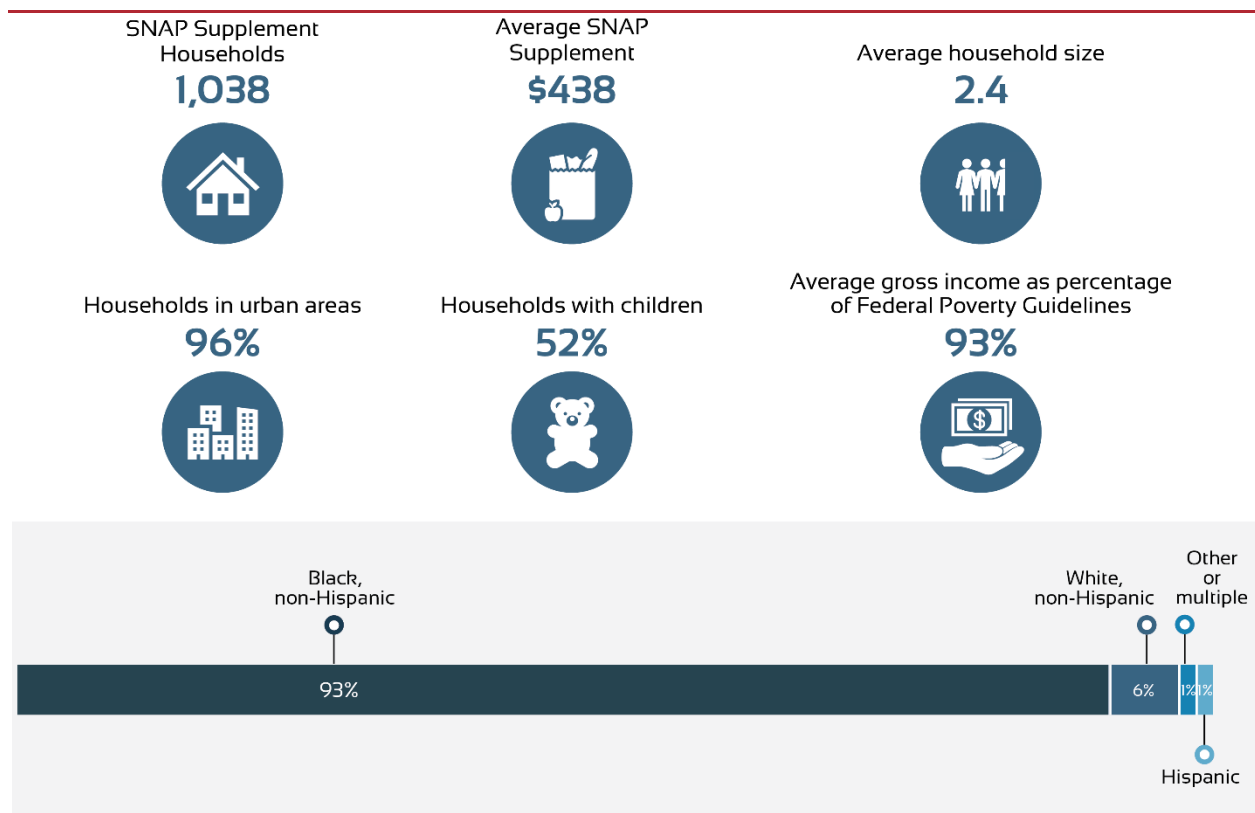 SNAP Supplement
Households
1,038
Average SNAP
Supplement
$438
Average household size
2.4
Households in urban areas
96%
Households with children
52%
Average gross income as percentage
of Federal Poverty Guidelines
93%
$
Black,
non-Hispanic
White,
non-Hispanic
Other
or
multiple
93%
6%
1%
1%
Hispanic